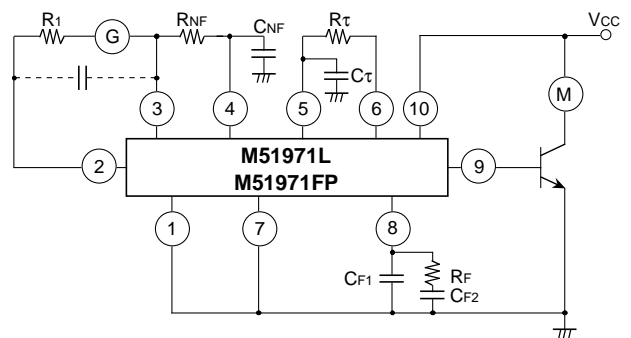 R1 G RNF CNF Rτ VCC
Cτ M
3 4 5 6 10
2 M51971L 9
M51971FP
1 7 8
CF1 RF
CF2